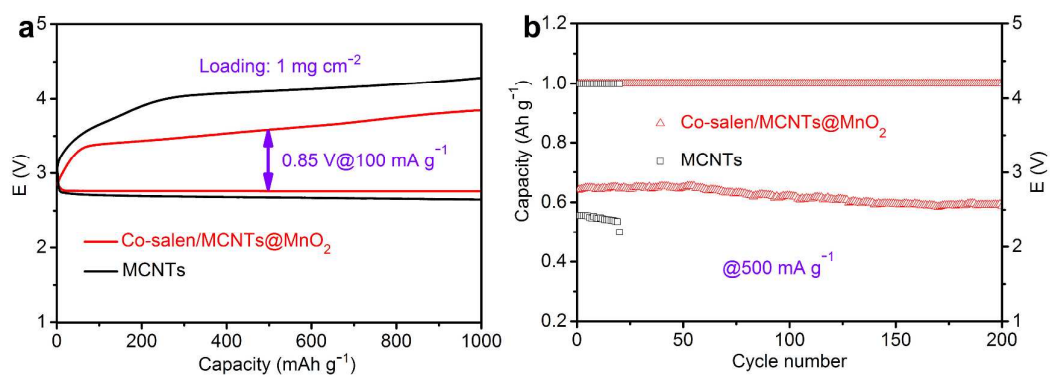 a
Loading: 1 mg cm⁻²
0.85 V@100 mA g⁻¹
Co-salen/MCNTs@MnO₂
MCNTs
E (V)
5
4
3
2
1
0 200 400 600 800 1000
Capacity (mAh g⁻¹)
b
Capacity (Ah g⁻¹)
1.2
1.0
0.8
0.6
0.4
0.2
Co-salen/MCNTs@MnO₂
MCNTs
@500 mA g⁻¹
0 50 100 150 200
Cycle number
5
4
3
2
1
E (V)